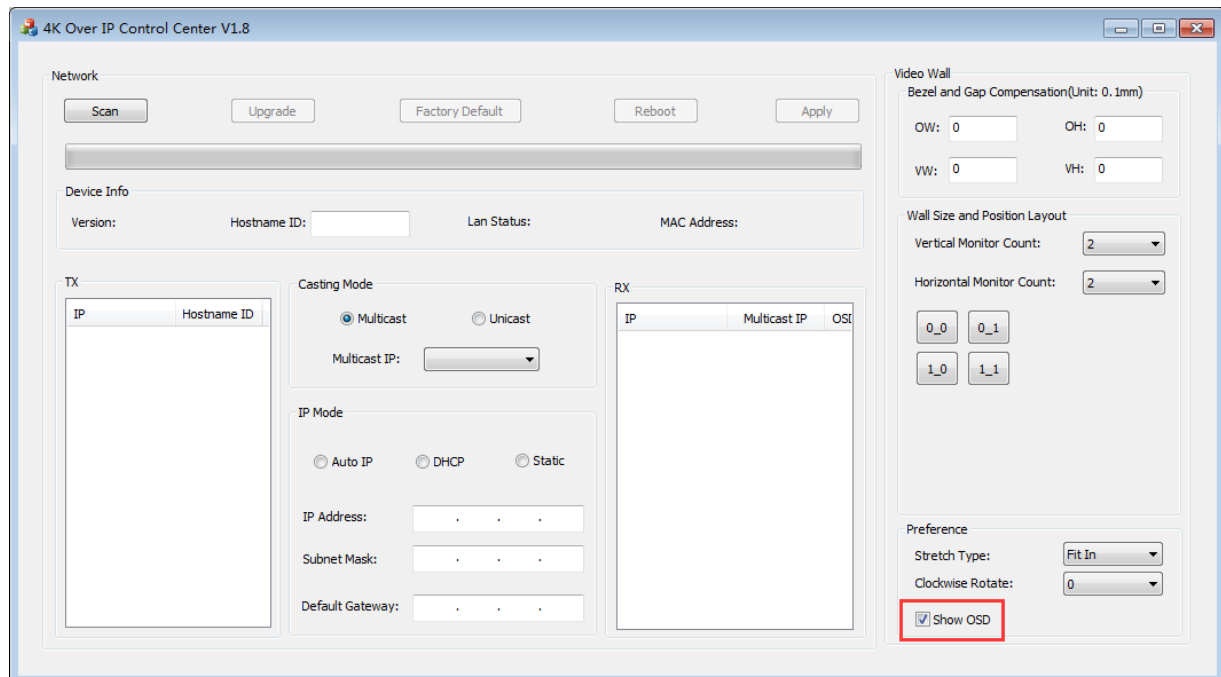 4K Over IP Control Center V1.8
Network
Scan Upgrade Factory Default Reboot Apply
Device Info
Version: Hostname ID: Lan Status: MAC Address:
TX
IP Hostname ID
Casting Mode
Multicast Unicast
Multicast IP:
IP Mode
Auto IP DHCP Static
IP Address: . . .
Subnet Mask: . . .
Default Gateway: . . .
RX
IP Multicast IP OSD
Video Wall
Bezel and Gap Compensation(Unit: 0.1mm)
OW: 0 OH: 0
VW: 0 VH: 0
Wall Size and Position Layout
Vertical Monitor Count: 2
Horizontal Monitor Count: 2
0_0 0_1
1_0 1_1
Preference
Stretch Type: Fit In
Clockwise Rotate: 0
Show OSD